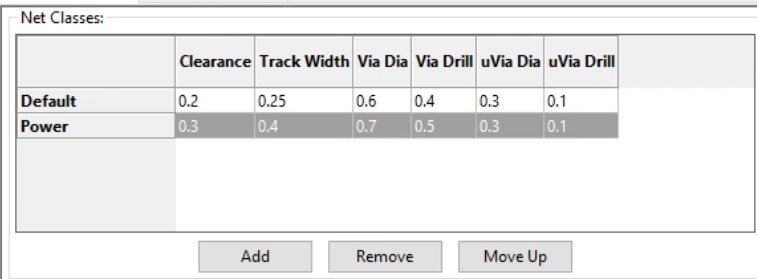 Net Classes:
Clearance Track Width Via Dia Via Drill uVia Dia uVia Drill
Default 0.2 0.25 0.6 0.4 0.3 0.1
Power 0.3 0.4 0.7 0.5 0.3 0.1
Add Remove Move Up